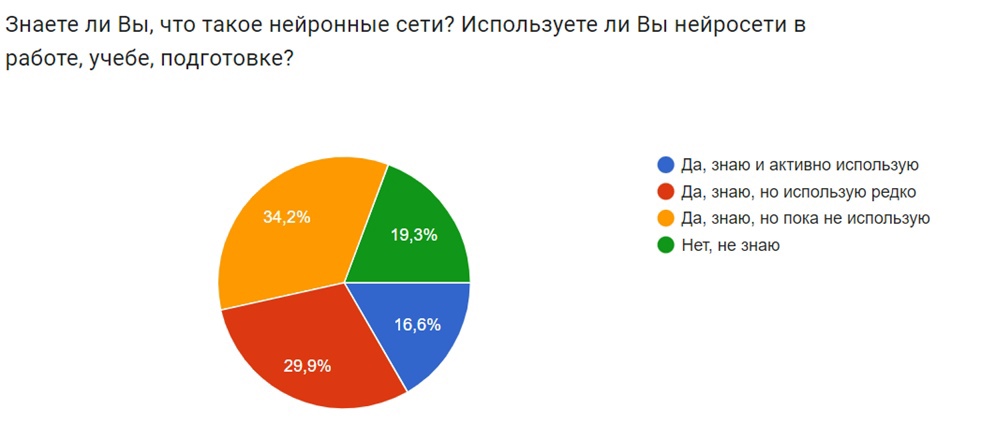 Знаете ли Вы, что такое нейронные сети? Используете ли Вы нейросети в
работе, учебе, подготовке?
34,2%
19,3%
16,6%
29,9%
Да, знаю и активно использую
Да, знаю, но использую редко
Да, знаю, но пока не использую
Нет, не знаю